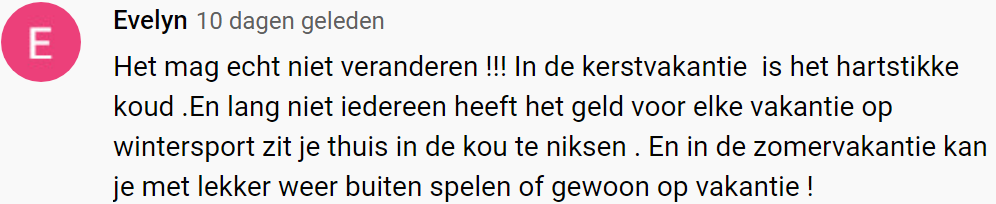 E
Evelyn 10 dagen geleden
Het mag echt niet veranderen !!! In de kerstvakantie  is het hartstikke
koud .En lang niet iedereen heeft het geld voor elke vakantie op
wintersport zit je thuis in de kou te niksen . En in de zomervakantie kan
je met lekker weer buiten spelen of gewoon op vakantie !